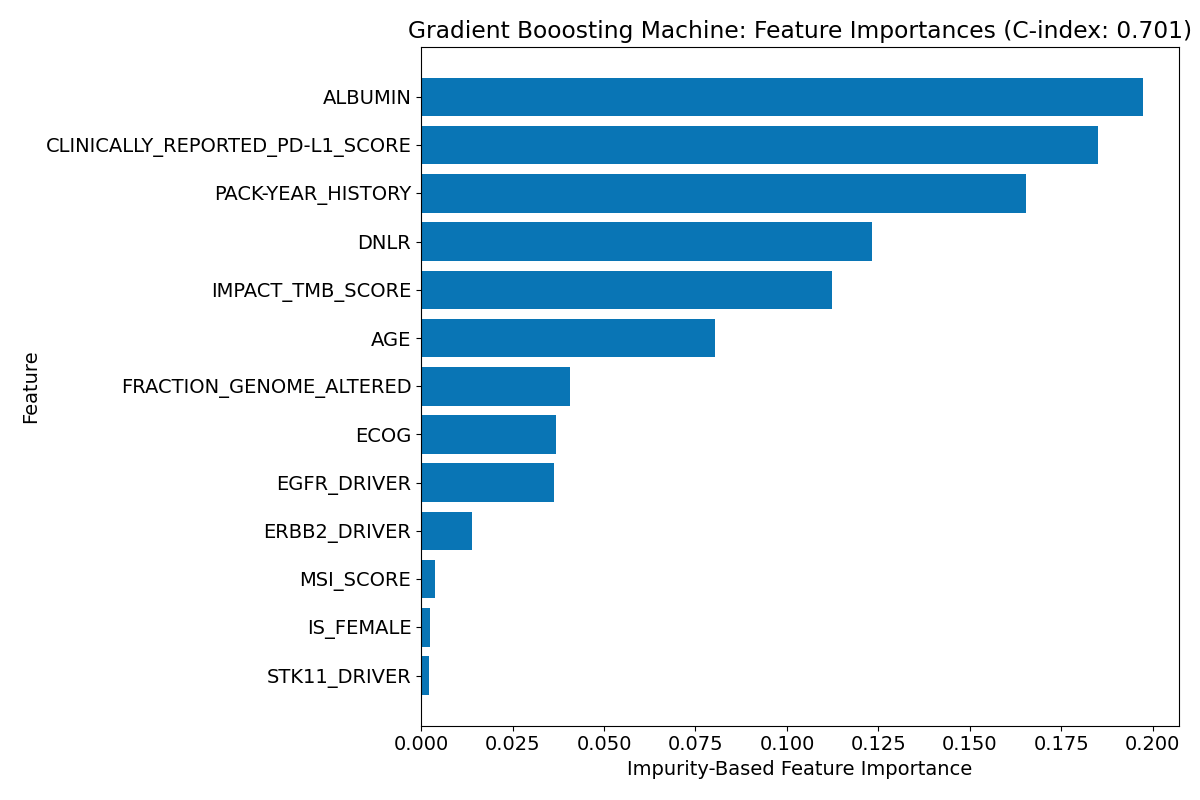 Gradient Booosting Machine: Feature Importances (C-index: 0.701)
ALBUMIN
CLINICALLY_REPORTED_PD-L1_SCORE
PACK-YEAR_HISTORY
DNLR
IMPACT_TMB_SCORE
AGE
FRACTION_GENOME_ALTERED
ECOG
EGFR_DRIVER
ERBB2_DRIVER
MSI_SCORE
IS_FEMALE
STK11_DRIVER
Feature
0.000 0.025 0.050 0.075 0.100 0.125 0.150 0.175 0.200
Impurity-Based Feature Importance